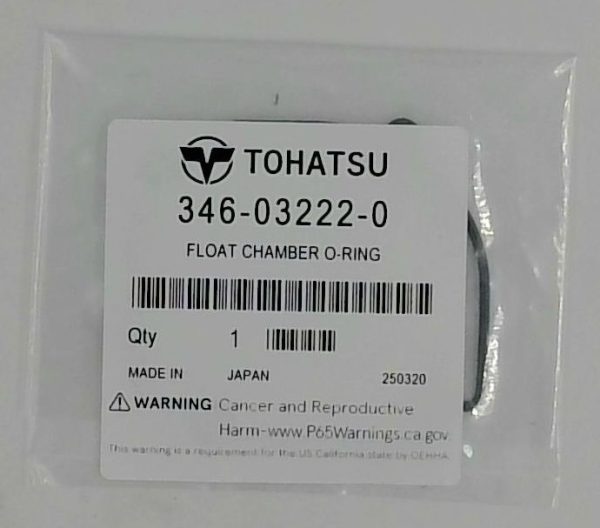 TOHATSU
346-03222-0
FLOAT CHAMBER O-RING
Qty 1
MADE IN JAPAN 250320
WARNING Cancer and Reproductive
Harm-www.P65Warnings.ca.gov.
This warning is a requirement for the US California state by OEHHA.